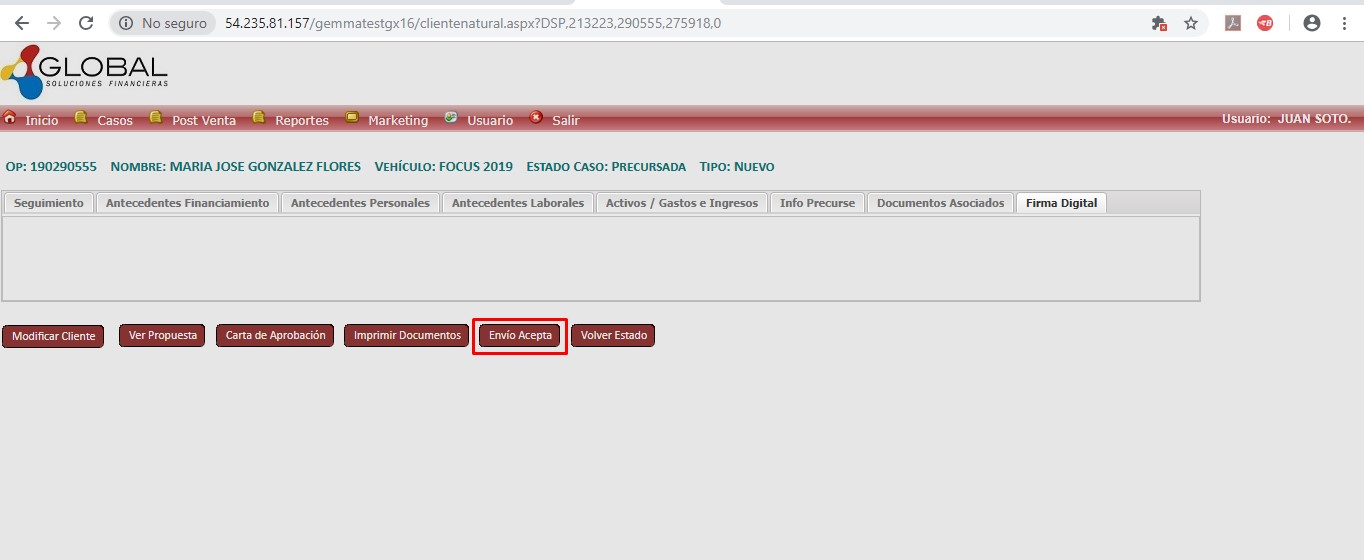 No seguro 54.235.81.157/gemmatestgx16/clientenatural.aspx?DSP,213223,290555,275918,0
GLOBAL
SOLUCIONES FINANCIERAS
Inicio Casos Post Venta Reportes Marketing Usuario Salir Usuario: JUAN SOTO.
OP: 190290555 NOMBRE: MARIA JOSE GONZALEZ FLORES VEHÍCULO: FOCUS 2019 ESTADO CASO: PRECURSADA TIPO: NUEVO
Seguimiento Antecedentes Financiamiento Antecedentes Personales Antecedentes Laborales Activos / Gastos e Ingresos Info Precurse Documentos Asociados Firma Digital
Modificar Cliente Ver Propuesta Carta de Aprobación Imprimir Documentos Envío Acepta Volver Estado